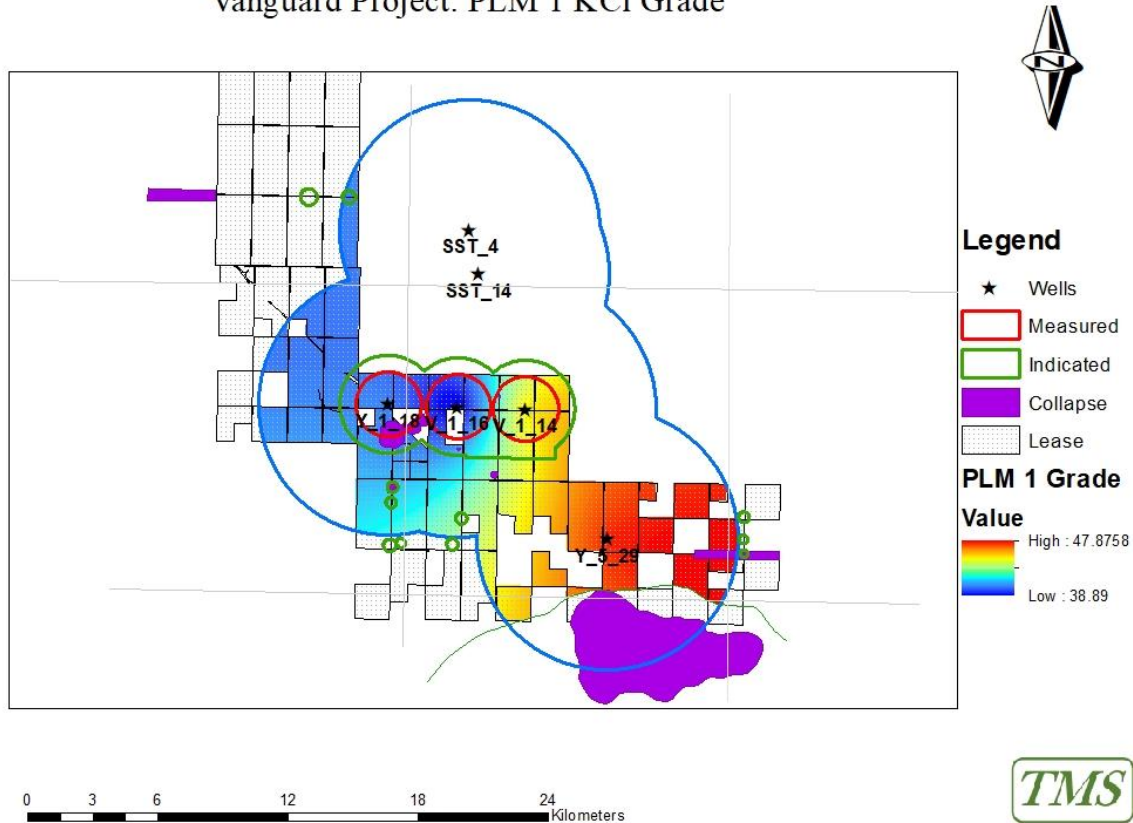 Vanguard Project: PLM 1 KCl Grade
N
SST_4
SST_14
Y_1_18
V_1_16
V_1_14
Y_5_29
Legend
Wells
Measured
Indicated
Collapse
Lease
PLM 1 Grade
Value
High : 47.8758
Low : 38.89
0 3 6 12 18 24
Kilometers
TMS